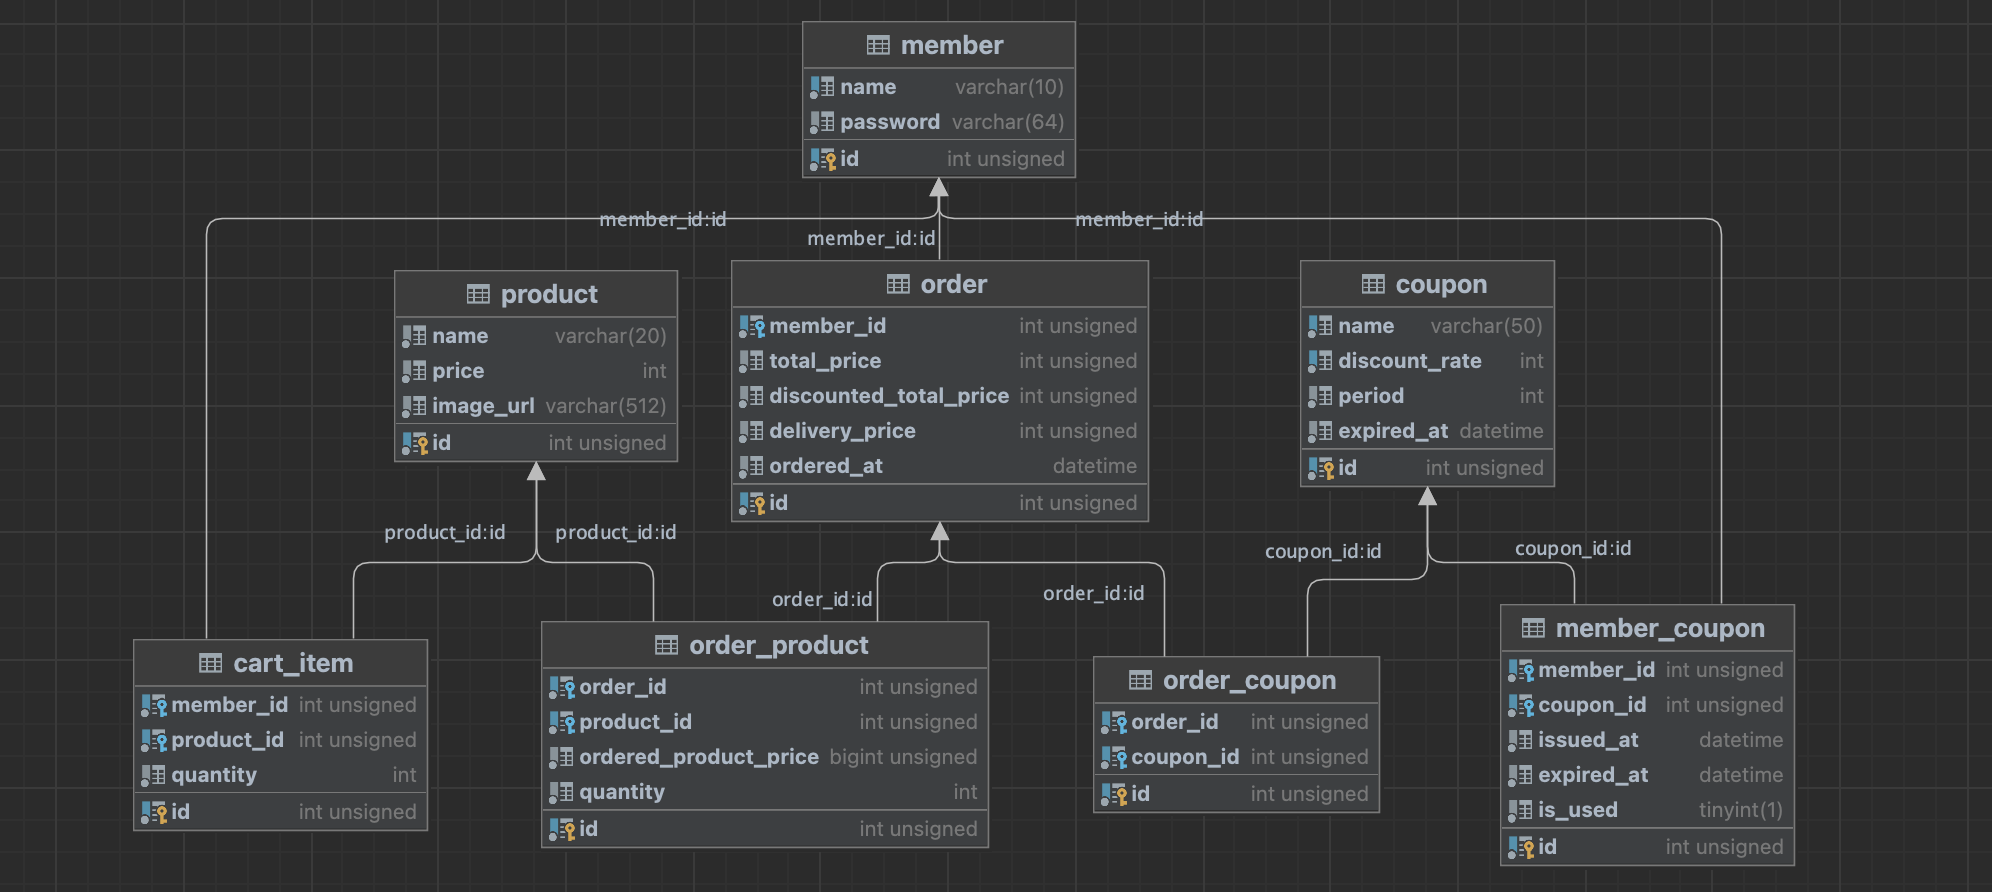 member
name varchar(10)
password varchar(64)
id int unsigned
member_id:id
member_id:id
member_id:id
product
name varchar(20)
price int
image_url varchar(512)
id int unsigned
order
member_id int unsigned
total_price int unsigned
discounted_total_price int unsigned
delivery_price int unsigned
ordered_at datetime
id int unsigned
coupon
name varchar(50)
discount_rate int
period int
expired_at datetime
id int unsigned
product_id:id
product_id:id
order_id:id
order_id:id
coupon_id:id
coupon_id:id
cart_item
member_id int unsigned
product_id int unsigned
quantity int
id int unsigned
order_product
order_id int unsigned
product_id int unsigned
ordered_product_price bigint unsigned
quantity int
id int unsigned
order_coupon
order_id int unsigned
coupon_id int unsigned
id int unsigned
member_coupon
member_id int unsigned
coupon_id int unsigned
issued_at datetime
expired_at datetime
is_used tinyint(1)
id int unsigned